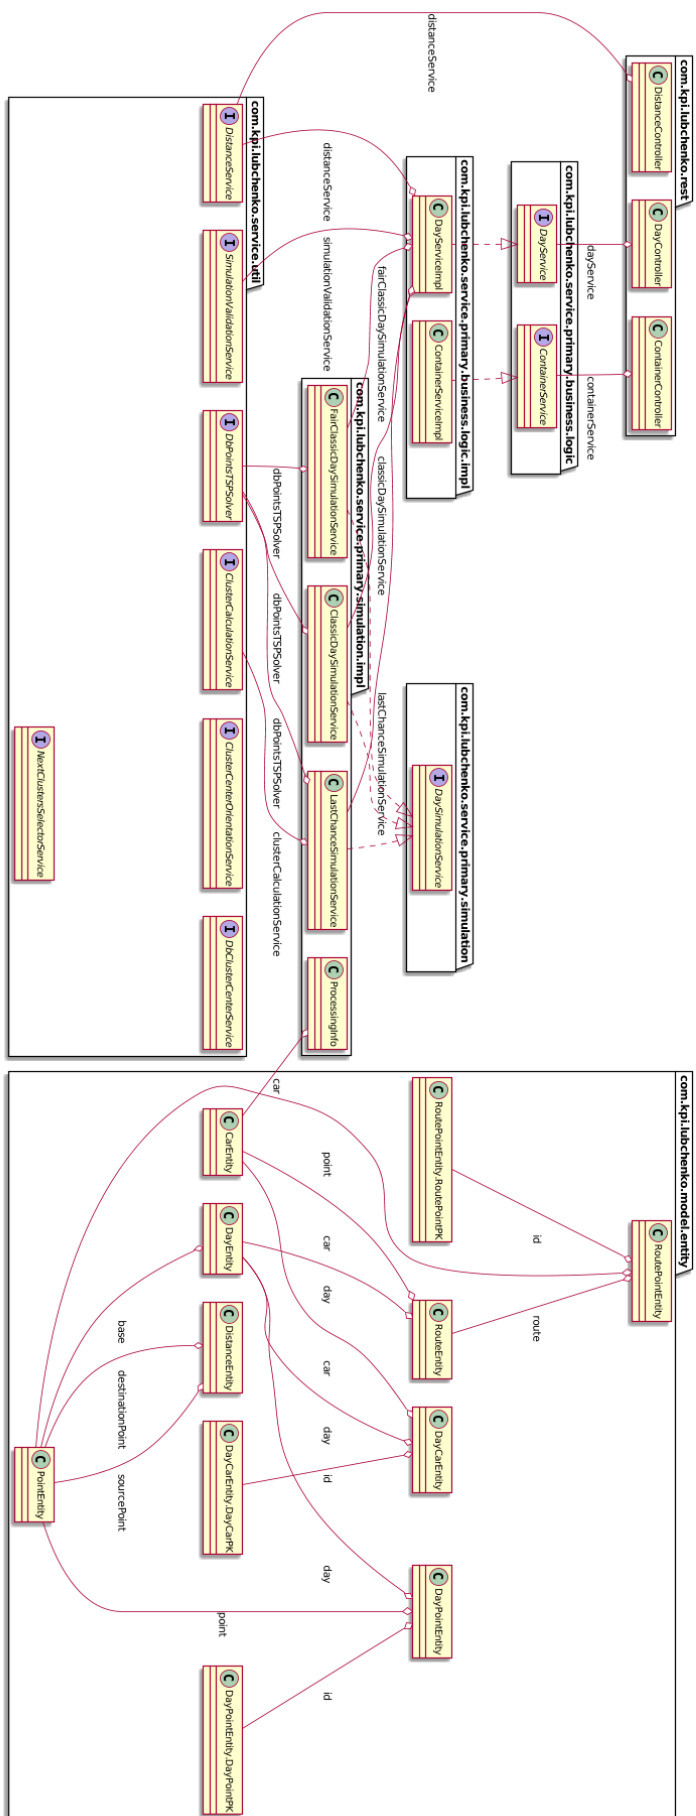 com.kpi.lubchenko.rest
C DistanceController
C DayController
C ContainerController
distanceService
dayService
containerService
com.kpi.lubchenko.service.primary.business.logic
I DayService
I ContainerService
com.kpi.lubchenko.service.primary.business.logic.impl
C DayServiceImpl
C ContainerServiceImpl
com.kpi.lubchenko.service.primary.simulation
I DaySimulationService
distanceService
simulationValidationService
fairClassicDaySimulationService
classicDaySimulationService
lastChanceSimulationService
com.kpi.lubchenko.service.primary.simulation.impl
C FairClassicDaySimulationService
C ClassicDaySimulationService
C LastChanceSimulationService
C ProcessingInfo
dbPointsTSPSolver
dbPointsTSPSolver
dbPointsTSPSolver
clusterCalculationService
car
com.kpi.lubchenko.service.util
I DistanceService
I SimulationValidationService
I DbPointsTSPSolver
I ClusterCalculationService
I ClusterCenterOrientationService
I DbClusterCenterService
I NextClustersSelectorService
com.kpi.lubchenko.model.entity
C RoutePointEntity
id
route
C RoutePointEntity.RoutePointPK
C RouteEntity
C DayCarEntity
C DayPointEntity
point
car
day
car
day
id
day
id
C CarEntity
C DayEntity
C DistanceEntity
C DayCarEntity.DayCarPK
point
C DayPointEntity.DayPointPK
base
destinationPoint
sourcePoint
C PointEntity